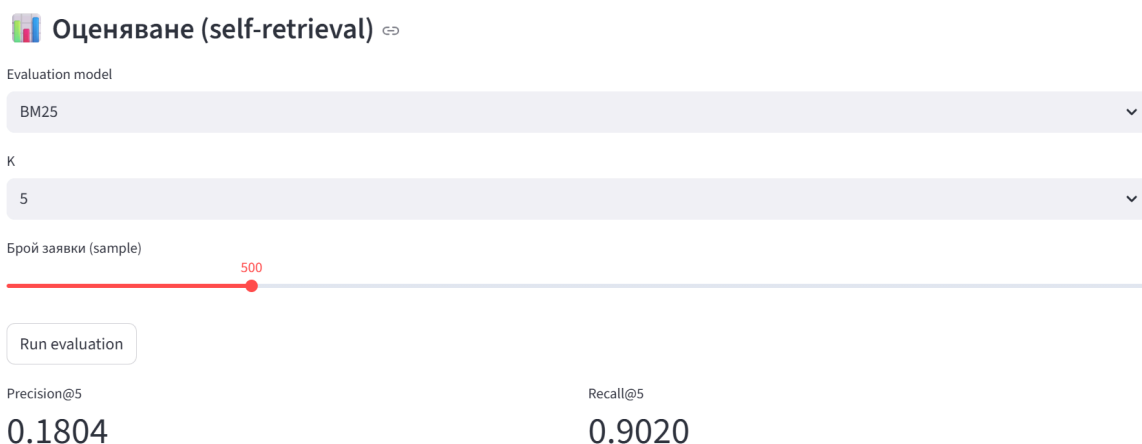 Оценяване (self-retrieval)
Evaluation model
BM25
K
5
Брой заявки (sample)
500
Run evaluation
Precision@5
Recall@5
0.1804
0.9020